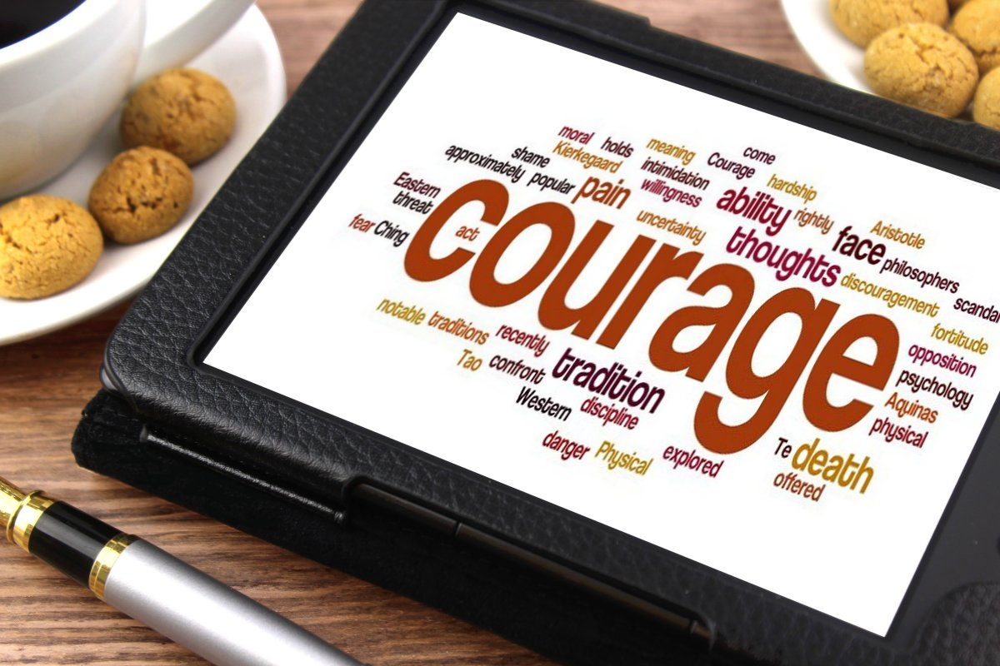 moral holds meaning come
shame Kierkegaard intimidation Courage hardship
approximately popular pain willingness ability rightly Aristotle
Eastern threat uncertainty thoughts face philosophers
fear Ching act courage discouragement
fortitude
notable traditions recently opposition
Tao confront tradition psychology
Western discipline Aquinas
physical
danger Physical explored Te death
offered